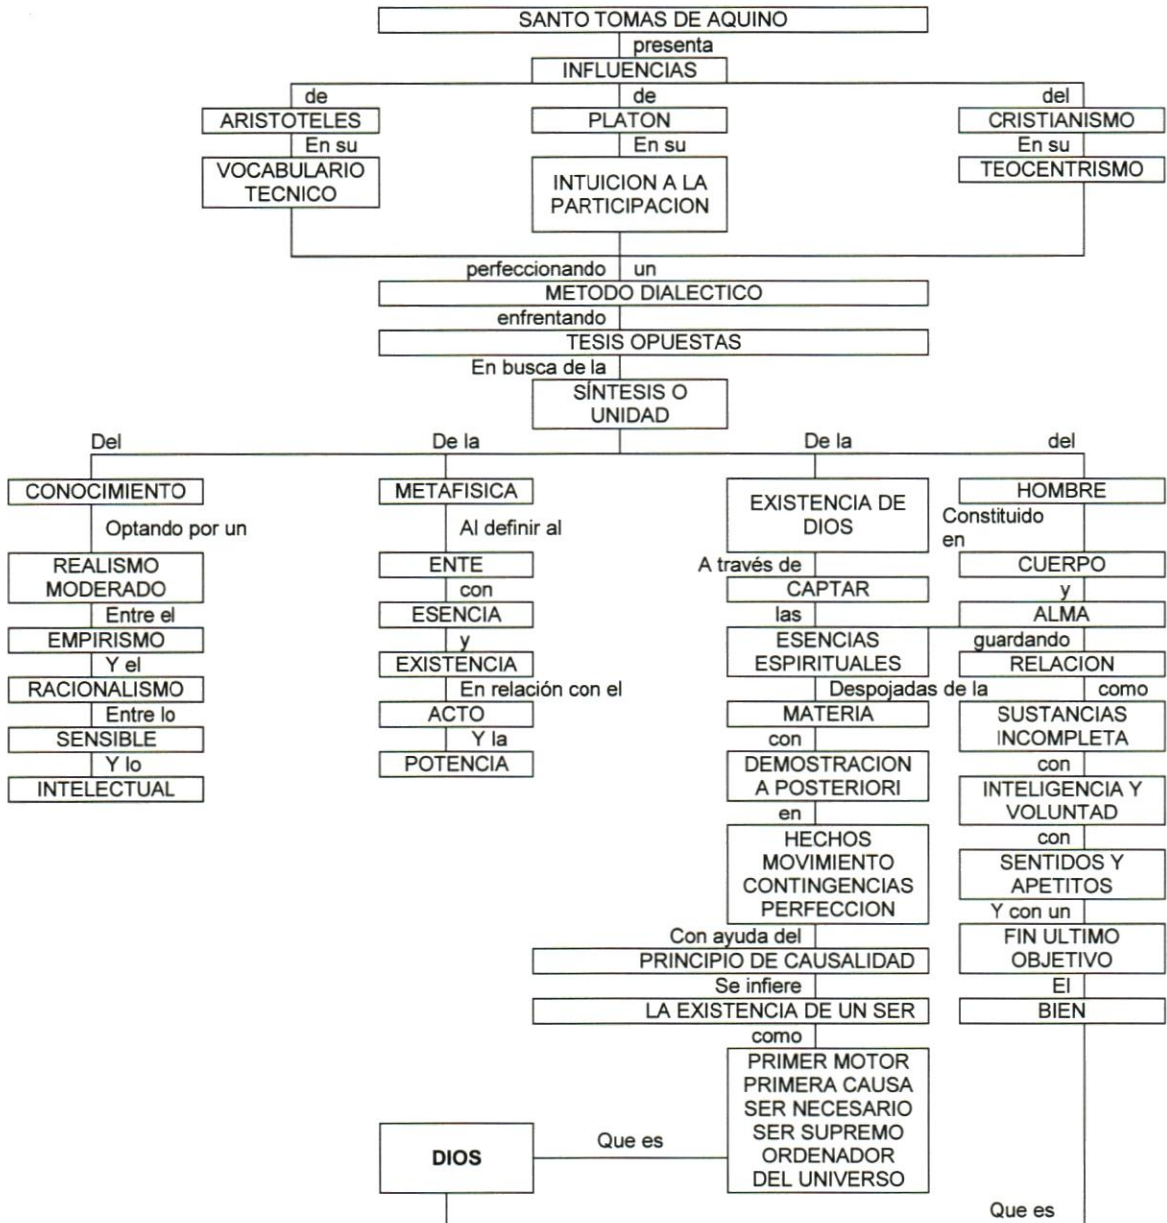 SANTO TOMAS DE AQUINO
presenta
INFLUENCIAS
de
de
del
ARISTOTELES
PLATON
CRISTIANISMO
En su
En su
En su
VOCABULARIO
TECNICO
INTUICION A LA
PARTICIPACION
TEOCENTRISMO
perfeccionando un
METODO DIALECTICO
enfrentando
TESIS OPUESTAS
En busca de la
SÍNTESIS O
UNIDAD
Del
De la
De la
del
CONOCIMIENTO
Optando por un
REALISMO
MODERADO
Entre el
EMPIRISMO
Y el
RACIONALISMO
Entre lo
SENSIBLE
Y lo
INTELECTUAL
METAFISICA
Al definir al
ENTE
con
ESENCIA
y
EXISTENCIA
En relación con el
ACTO
Y la
POTENCIA
EXISTENCIA DE
DIOS
A través de
CAPTAR
las
ESENCIAS
ESPIRITUALES
Despojadas de la
MATERIA
con
DEMOSTRACION
A POSTERIORI
en
HECHOS
MOVIMIENTO
CONTINGENCIAS
PERFECCION
Con ayuda del
PRINCIPIO DE CAUSALIDAD
Se infiere
LA EXISTENCIA DE UN SER
como
PRIMER MOTOR
PRIMERA CAUSA
SER NECESARIO
SER SUPREMO
ORDENADOR
DEL UNIVERSO
Que es
DIOS
HOMBRE
Constituido
en
CUERPO
y
ALMA
guardando
RELACION
como
SUSTANCIAS
INCOMPLETA
con
INTELIGENCIA Y
VOLUNTAD
con
SENTIDOS Y
APETITOS
Y con un
FIN ULTIMO
OBJETIVO
El
BIEN
Que es